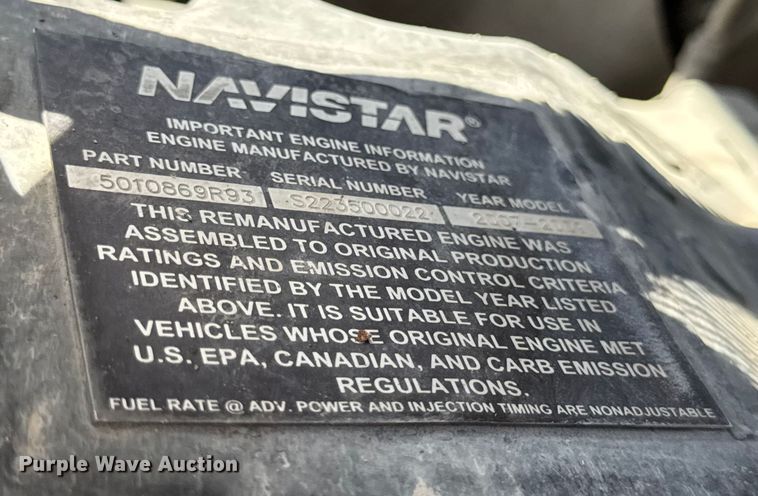 NAVISTAR®
IMPORTANT ENGINE INFORMATION
ENGINE MANUFACTURED BY NAVISTAR
PART NUMBER SERIAL NUMBER YEAR MODEL
5010869R93 S223500022
THIS REMANUFACTURED ENGINE WAS
ASSEMBLED TO ORIGINAL PRODUCTION
RATINGS AND EMISSION CONTROL CRITERIA
IDENTIFIED BY THE MODEL YEAR LISTED
ABOVE. IT IS SUITABLE FOR USE IN
VEHICLES WHOSE ORIGINAL ENGINE MET
U.S. EPA, CANADIAN, AND CARB EMISSION
REGULATIONS.
FUEL RATE @ ADV. POWER AND INJECTION TIMING ARE NONADJUSTABLE
Purple Wave Auction